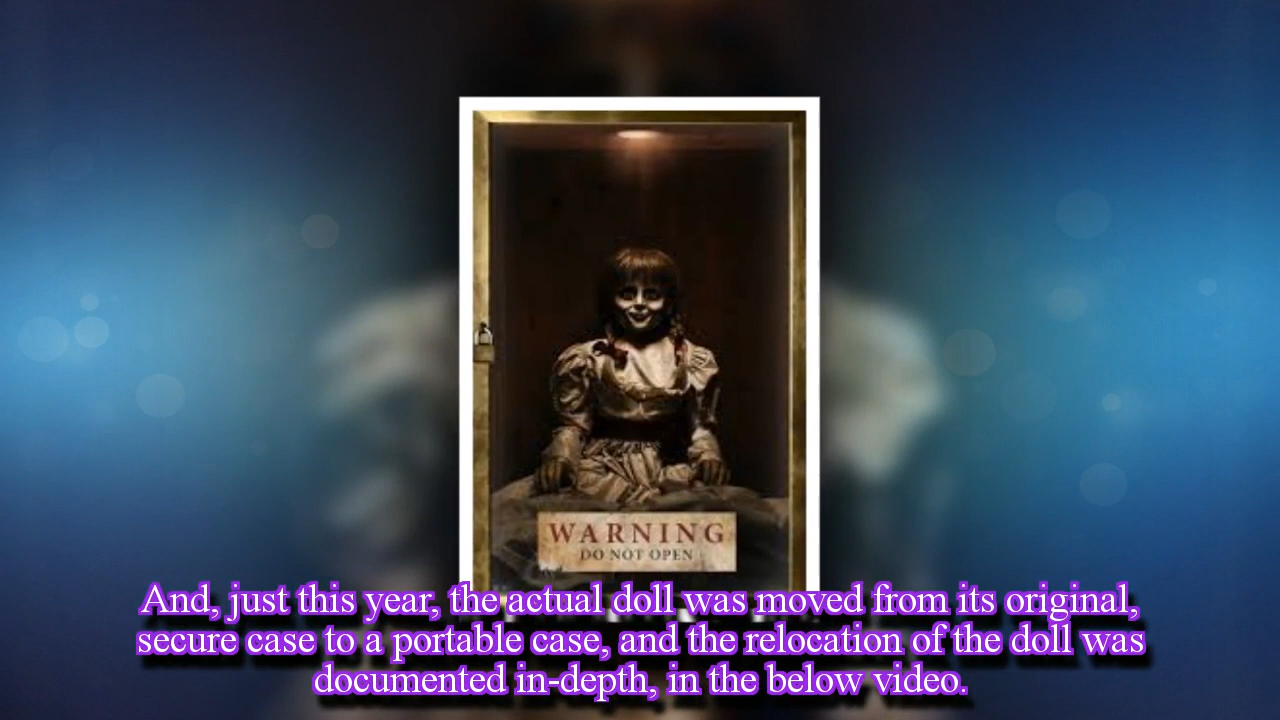 WARNING
DO NOT OPEN
And, just this year, the actual doll was moved from its original,
secure case to a portable case, and the relocation of the doll was
documented in-depth, in the below video.